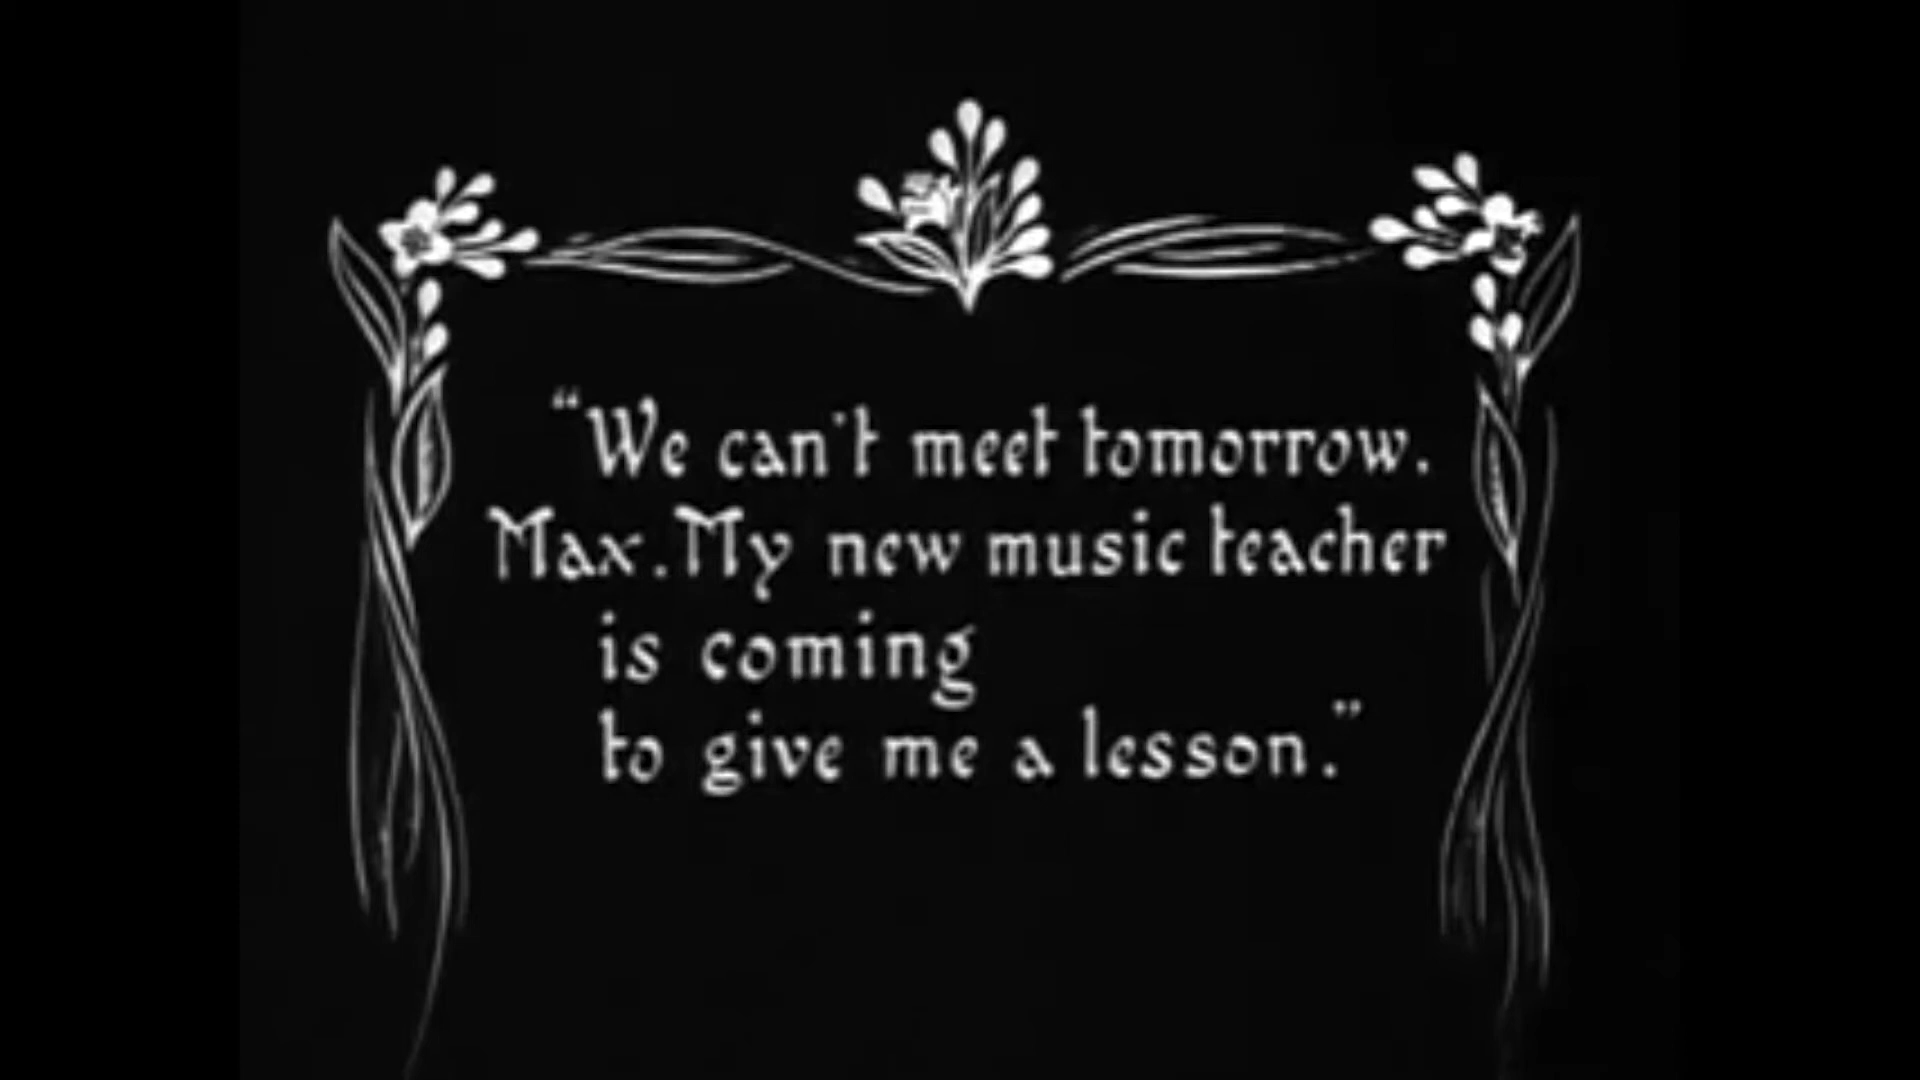 “We can't meet tomorrow.
Max. My new music teacher
is coming
to give me a lesson.”